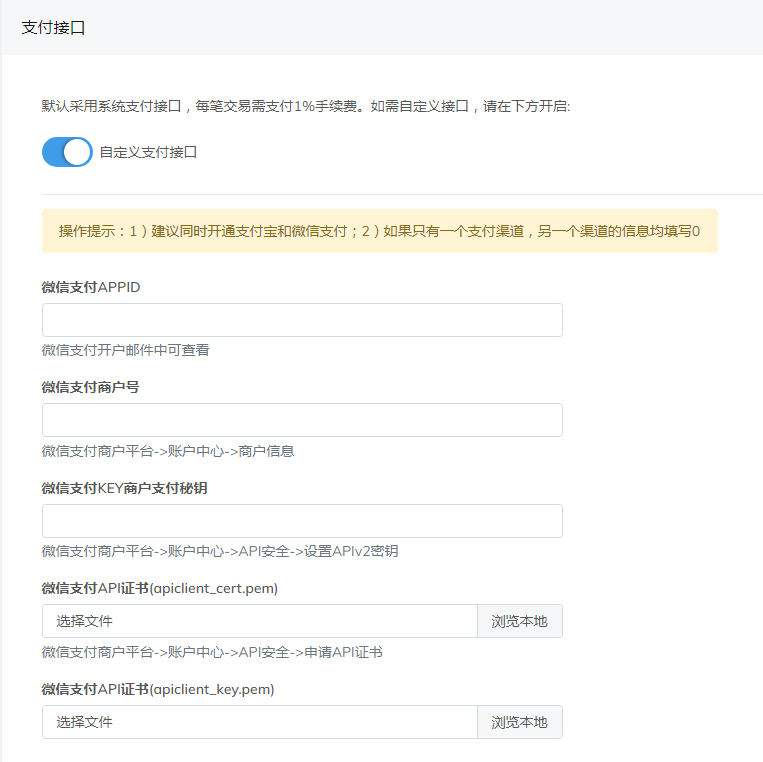 支付接口
默认采用系统支付接口，每笔交易需支付1%手续费。如需自定义接口，请在下方开启:
自定义支付接口
操作提示：1）建议同时开通支付宝和微信支付；2）如果只有一个支付渠道，另一个渠道的信息均填写0
微信支付APPID
微信支付开户邮件中可查看
微信支付商户号
微信支付商户平台->账户中心->商户信息
微信支付KEY商户支付秘钥
微信支付商户平台->账户中心->API安全->设置APIv2密钥
微信支付API证书(apiclient_cert.pem)
选择文件 浏览本地
微信支付商户平台->账户中心->API安全->申请API证书
微信支付API证书(apiclient_key.pem)
选择文件 浏览本地